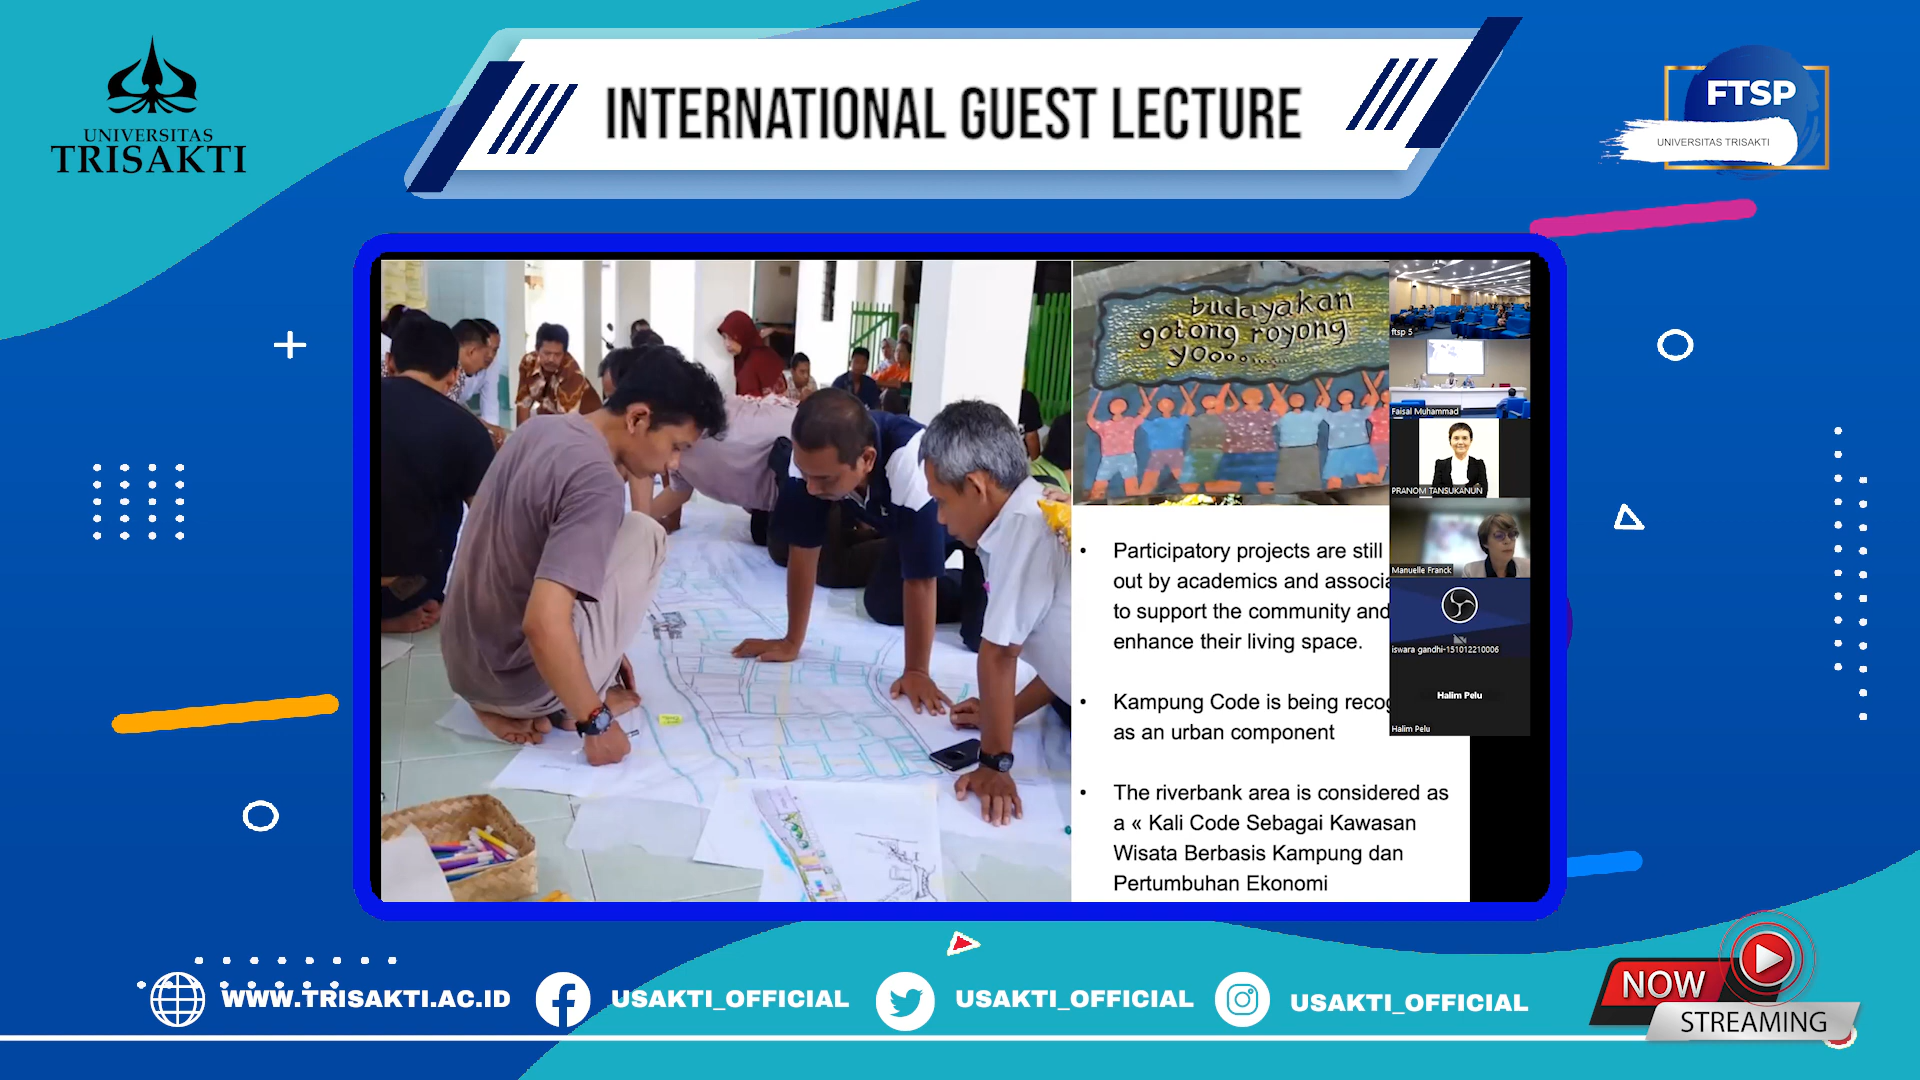 UNIVERSITAS
TRISAKTI
INTERNATIONAL GUEST LECTURE
FTSP
UNIVERSITAS TRISAKTI
budayakan
gotong royong
yooo......
• Participatory projects are still
out by academics and associa
to support the community and
enhance their living space.
• Kampung Code is being recog
as an urban component
• The riverbank area is considered as
a « Kali Code Sebagai Kawasan
Wisata Berbasis Kampung dan
Pertumbuhan Ekonomi
ftsp 5
Faisal Muhammad
PRANOM TANSUKANUN
Manuelle Franck
iswara gandhi-151012210006
Halim Pelu
Halim Pelu
WWW.TRISAKTI.AC.ID
USAKTI_OFFICIAL
USAKTI_OFFICIAL
USAKTI_OFFICIAL
NOW
STREAMING